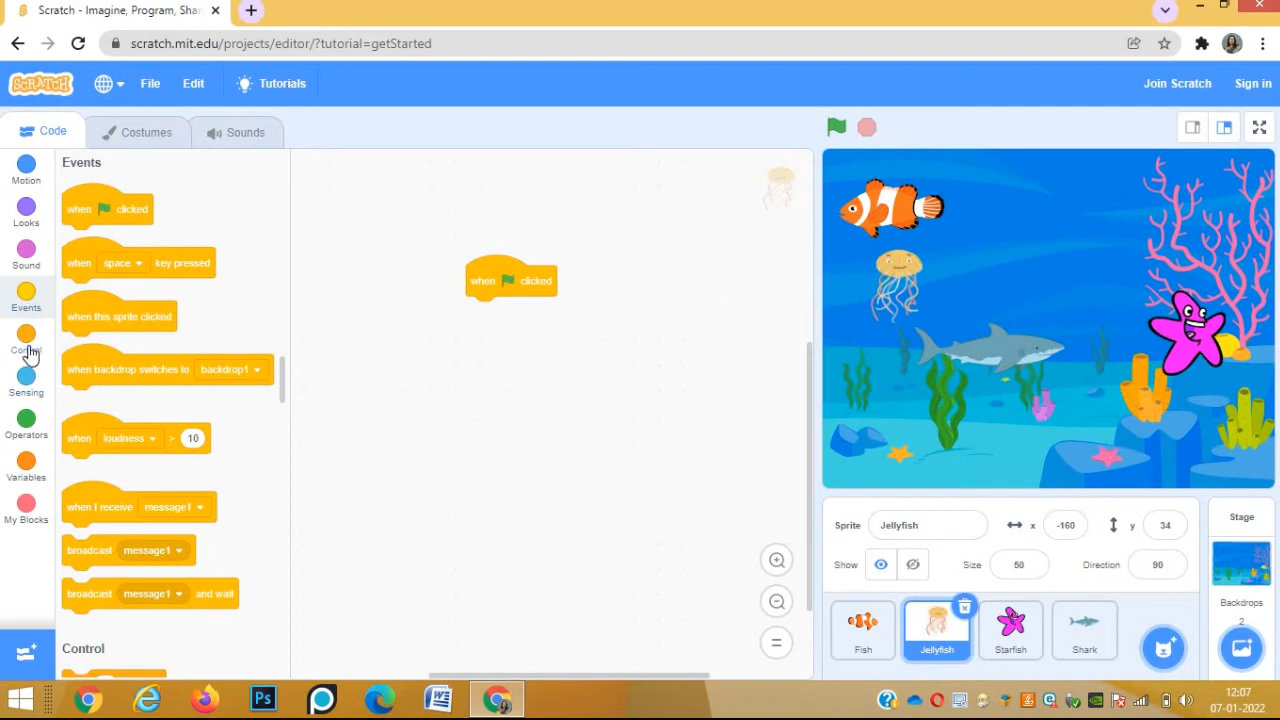 Scratch - Imagine, Program, Sha
scratch.mit.edu/projects/editor/?tutorial=getStarted
SCRATCH
File
Edit
Tutorials
Join Scratch
Sign in
Code
Costumes
Sounds
Motion
Looks
Sound
Events
Control
Sensing
Operators
Variables
My Blocks
Events
when clicked
when space key pressed
when this sprite clicked
when backdrop switches to backdrop1
when loudness > 10
when I receive message1
broadcast message1
broadcast message1 and wait
Control
when clicked
Sprite Jellyfish x -160 y 34
Show Size 50 Direction 90
Fish
Jellyfish
Starfish
Shark
Stage
Backdrops
2
Ps
W
12:07
07-01-2022